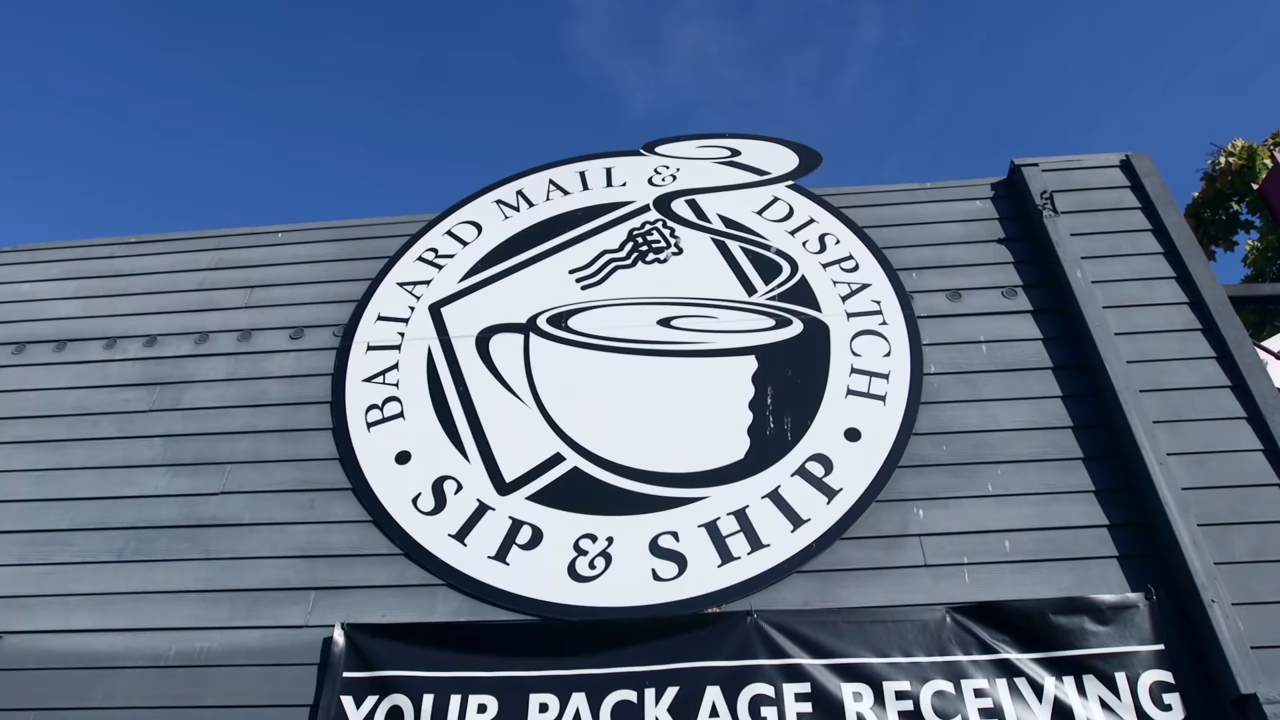 BALLARD MAIL & DISPATCH
• SIP & SHIP •
YOUR PACKAGE RECEIVING